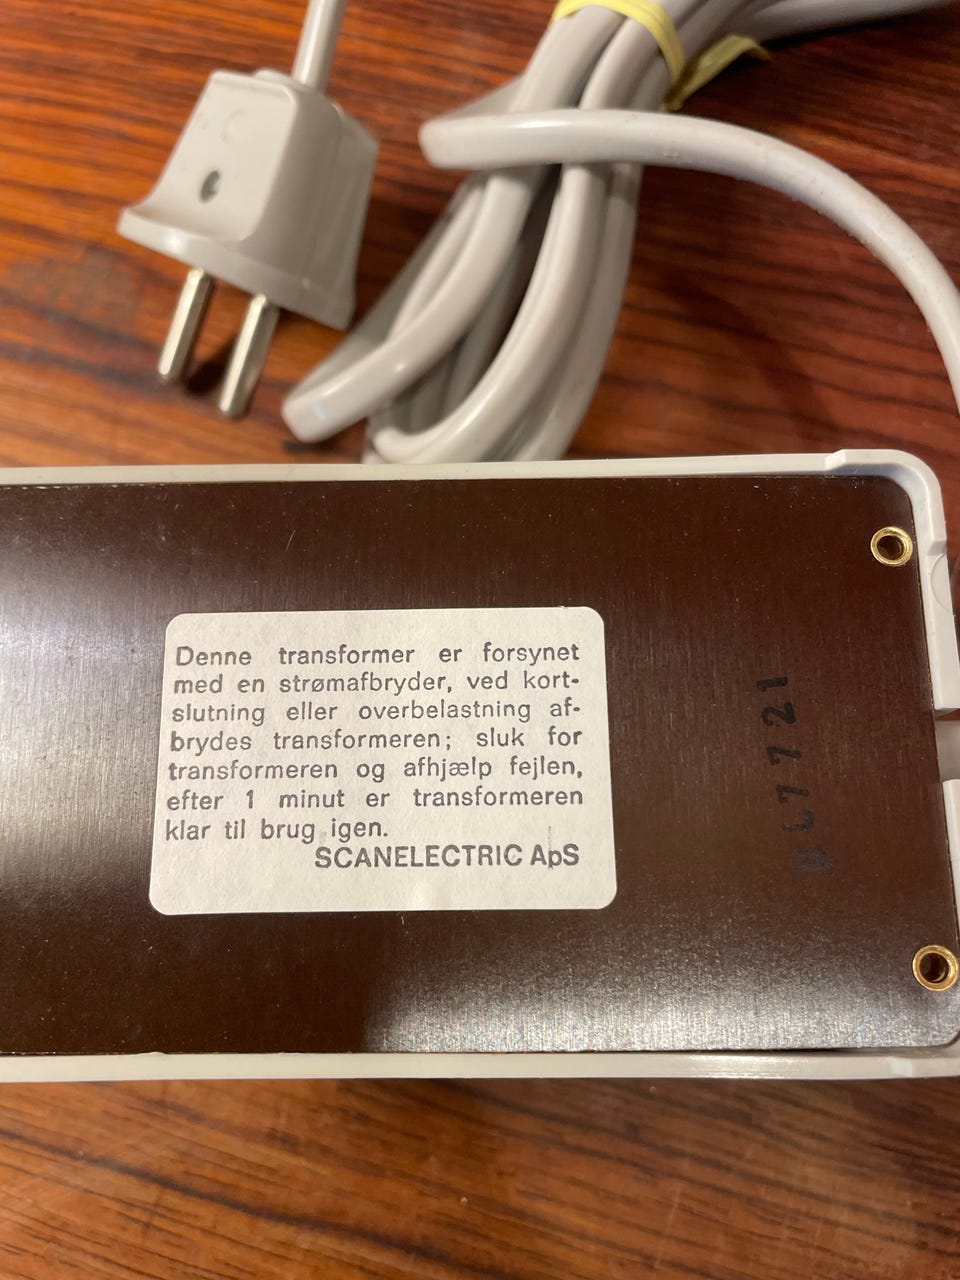 Denne transformer er forsynet
med en strømafbryder, ved kort-
slutning eller overbelastning af-
brydes transformeren; sluk for
transformeren og afhjælp fejlen,
efter 1 minut er transformeren
klar til brug igen.
SCANELECTRIC ApS